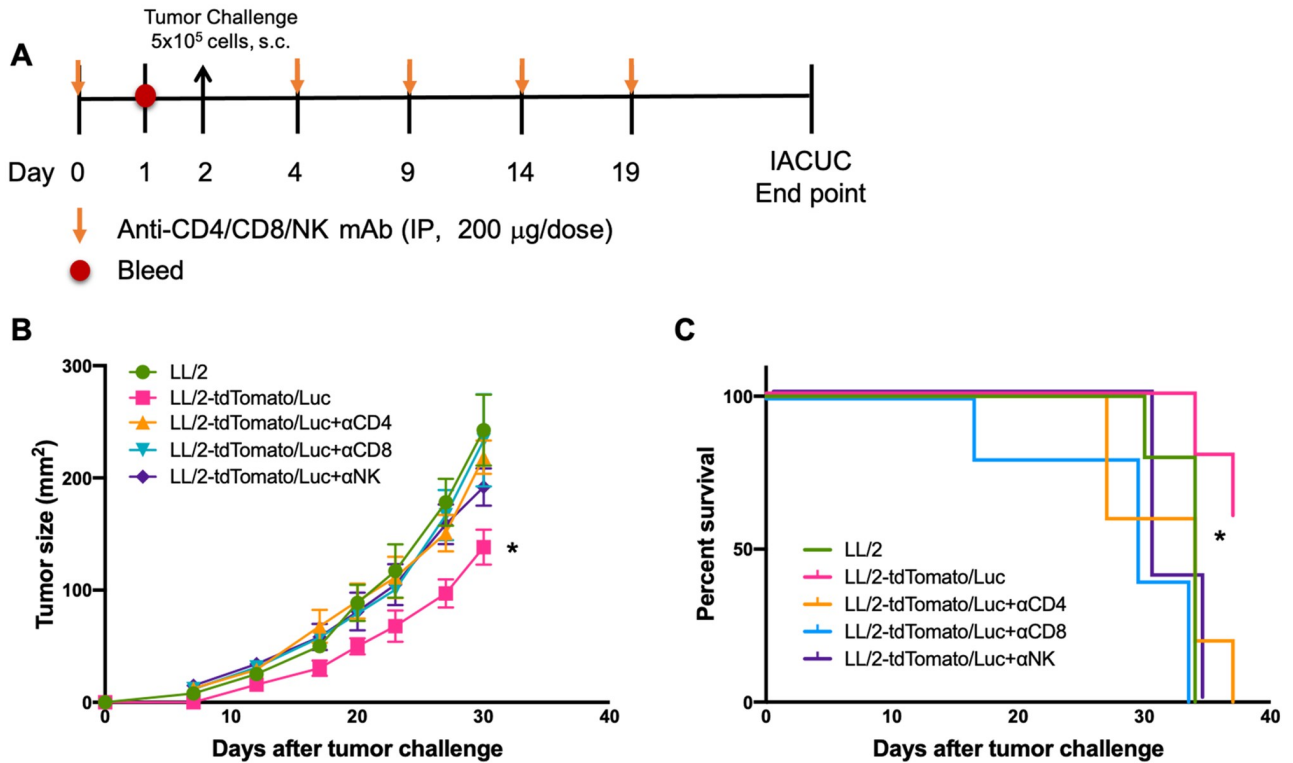 A
Tumor Challenge
5x10⁵ cells, s.c.
Day 0 1 2 4 9 14 19
IACUC
End point
Anti-CD4/CD8/NK mAb (IP, 200 µg/dose)
Bleed
B
300
200
100
0
Tumor size (mm²)
LL/2
LL/2-tdTomato/Luc
LL/2-tdTomato/Luc+αCD4
LL/2-tdTomato/Luc+αCD8
LL/2-tdTomato/Luc+αNK
*
0 10 20 30 40
Days after tumor challenge
C
100
50
0
Percent survival
LL/2
LL/2-tdTomato/Luc
LL/2-tdTomato/Luc+αCD4
LL/2-tdTomato/Luc+αCD8
LL/2-tdTomato/Luc+αNK
*
0 10 20 30 40
Days after tumor challenge